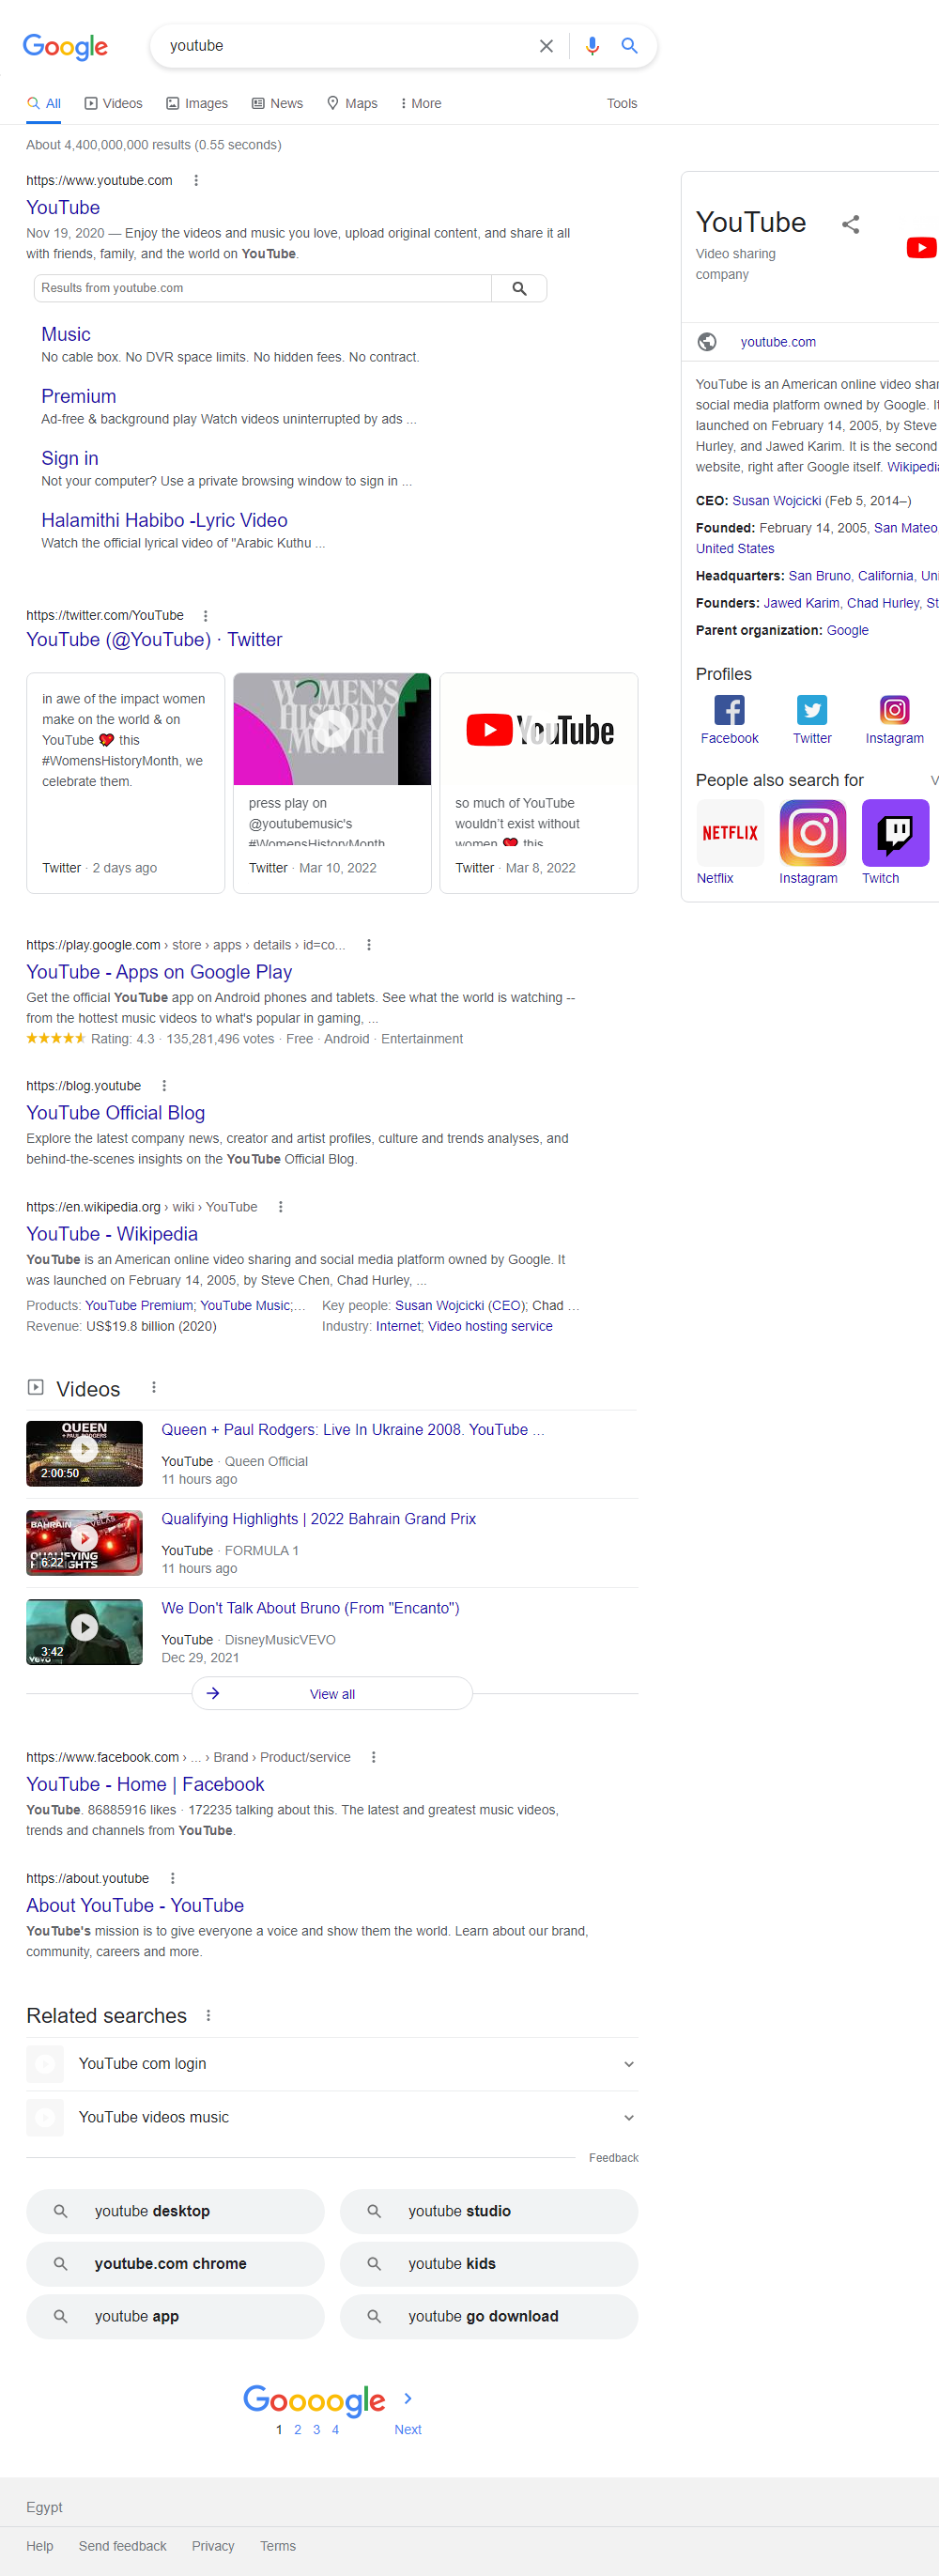 Google
youtube
All
Videos
Images
News
Maps
More
Tools
About 4,400,000,000 results (0.55 seconds)
https://www.youtube.com
YouTube
Nov 19, 2020 — Enjoy the videos and music you love, upload original content, and share it all
with friends, family, and the world on YouTube.
Results from youtube.com
Music
No cable box. No DVR space limits. No hidden fees. No contract.
Premium
Ad-free & background play Watch videos uninterrupted by ads ...
Sign in
Not your computer? Use a private browsing window to sign in ...
Halamithi Habibo -Lyric Video
Watch the official lyrical video of "Arabic Kuthu ...
https://twitter.com/YouTube
YouTube (@YouTube) · Twitter
in awe of the impact women
make on the world & on
YouTube 💝 this
#WomensHistoryMonth, we
celebrate them.
Twitter · 2 days ago
WOMEN'S
HISTORY
MONTH
press play on
@youtubemusic's
#WomensHistoryMonth
Twitter · Mar 10, 2022
YouTube
so much of YouTube
wouldn't exist without
women 💝 this
Twitter · Mar 8, 2022
https://play.google.com › store › apps › details › id=co...
YouTube - Apps on Google Play
Get the official YouTube app on Android phones and tablets. See what the world is watching --
from the hottest music videos to what's popular in gaming, ...
Rating: 4.3 · 135,281,496 votes · Free · Android · Entertainment
https://blog.youtube
YouTube Official Blog
Explore the latest company news, creator and artist profiles, culture and trends analyses, and
behind-the-scenes insights on the YouTube Official Blog.
https://en.wikipedia.org › wiki › YouTube
YouTube - Wikipedia
YouTube is an American online video sharing and social media platform owned by Google. It
was launched on February 14, 2005, by Steve Chen, Chad Hurley, ...
Products: YouTube Premium; YouTube Music;... Key people: Susan Wojcicki (CEO); Chad ...
Revenue: US$19.8 billion (2020) Industry: Internet; Video hosting service
Videos
QUEEN
+ PAUL RODGERS
2:00:50
Queen + Paul Rodgers: Live In Ukraine 2008. YouTube ...
YouTube · Queen Official
11 hours ago
BAHRAIN
QUALIFYING
HIGHLIGHTS
6:22
Qualifying Highlights | 2022 Bahrain Grand Prix
YouTube · FORMULA 1
11 hours ago
3:42
vevo
We Don't Talk About Bruno (From "Encanto")
YouTube · DisneyMusicVEVO
Dec 29, 2021
View all
https://www.facebook.com › ... › Brand › Product/service
YouTube - Home | Facebook
YouTube. 86885916 likes · 172235 talking about this. The latest and greatest music videos,
trends and channels from YouTube.
https://about.youtube
About YouTube - YouTube
YouTube's mission is to give everyone a voice and show them the world. Learn about our brand,
community, careers and more.
Related searches
YouTube com login
YouTube videos music
Feedback
youtube desktop
youtube studio
youtube.com chrome
youtube kids
youtube app
youtube go download
Goooogle
1 2 3 4 Next
YouTube
Video sharing
company
youtube.com
YouTube is an American online video shar
social media platform owned by Google. It
launched on February 14, 2005, by Steve
Hurley, and Jawed Karim. It is the second
website, right after Google itself. Wikipedia
CEO: Susan Wojcicki (Feb 5, 2014–)
Founded: February 14, 2005, San Mateo
United States
Headquarters: San Bruno, California, Uni
Founders: Jawed Karim, Chad Hurley, St
Parent organization: Google
Profiles
Facebook
Twitter
Instagram
People also search for
V
NETFLIX
Netflix
Instagram
Twitch
Egypt
Help
Send feedback
Privacy
Terms